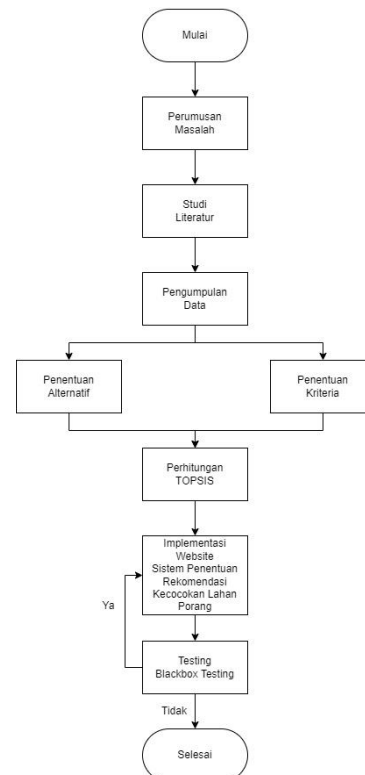 Mulai
Perumusan
Masalah
Studi
Literatur
Pengumpulan
Data
Penentuan
Alternatif
Penentuan
Kriteria
Perhitungan
TOPSIS
Implementasi
Website
Sistem Penentuan
Rekomendasi
Kecocokan Lahan
Porang
Ya
Testing
Blackbox Testing
Tidak
Selesai